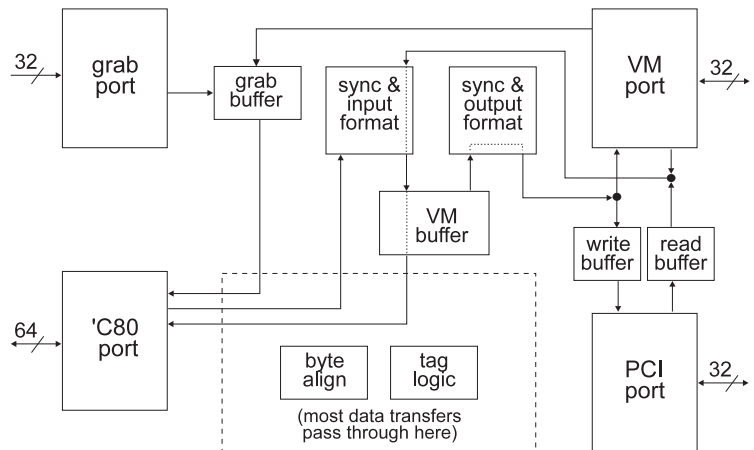 32
grab
port
grab
buffer
sync &
input
format
sync &
output
format
VM
port
32
VM
buffer
write
buffer
read
buffer
64
'C80
port
byte
align
tag
logic
(most data transfers
pass through here)
PCI
port
32